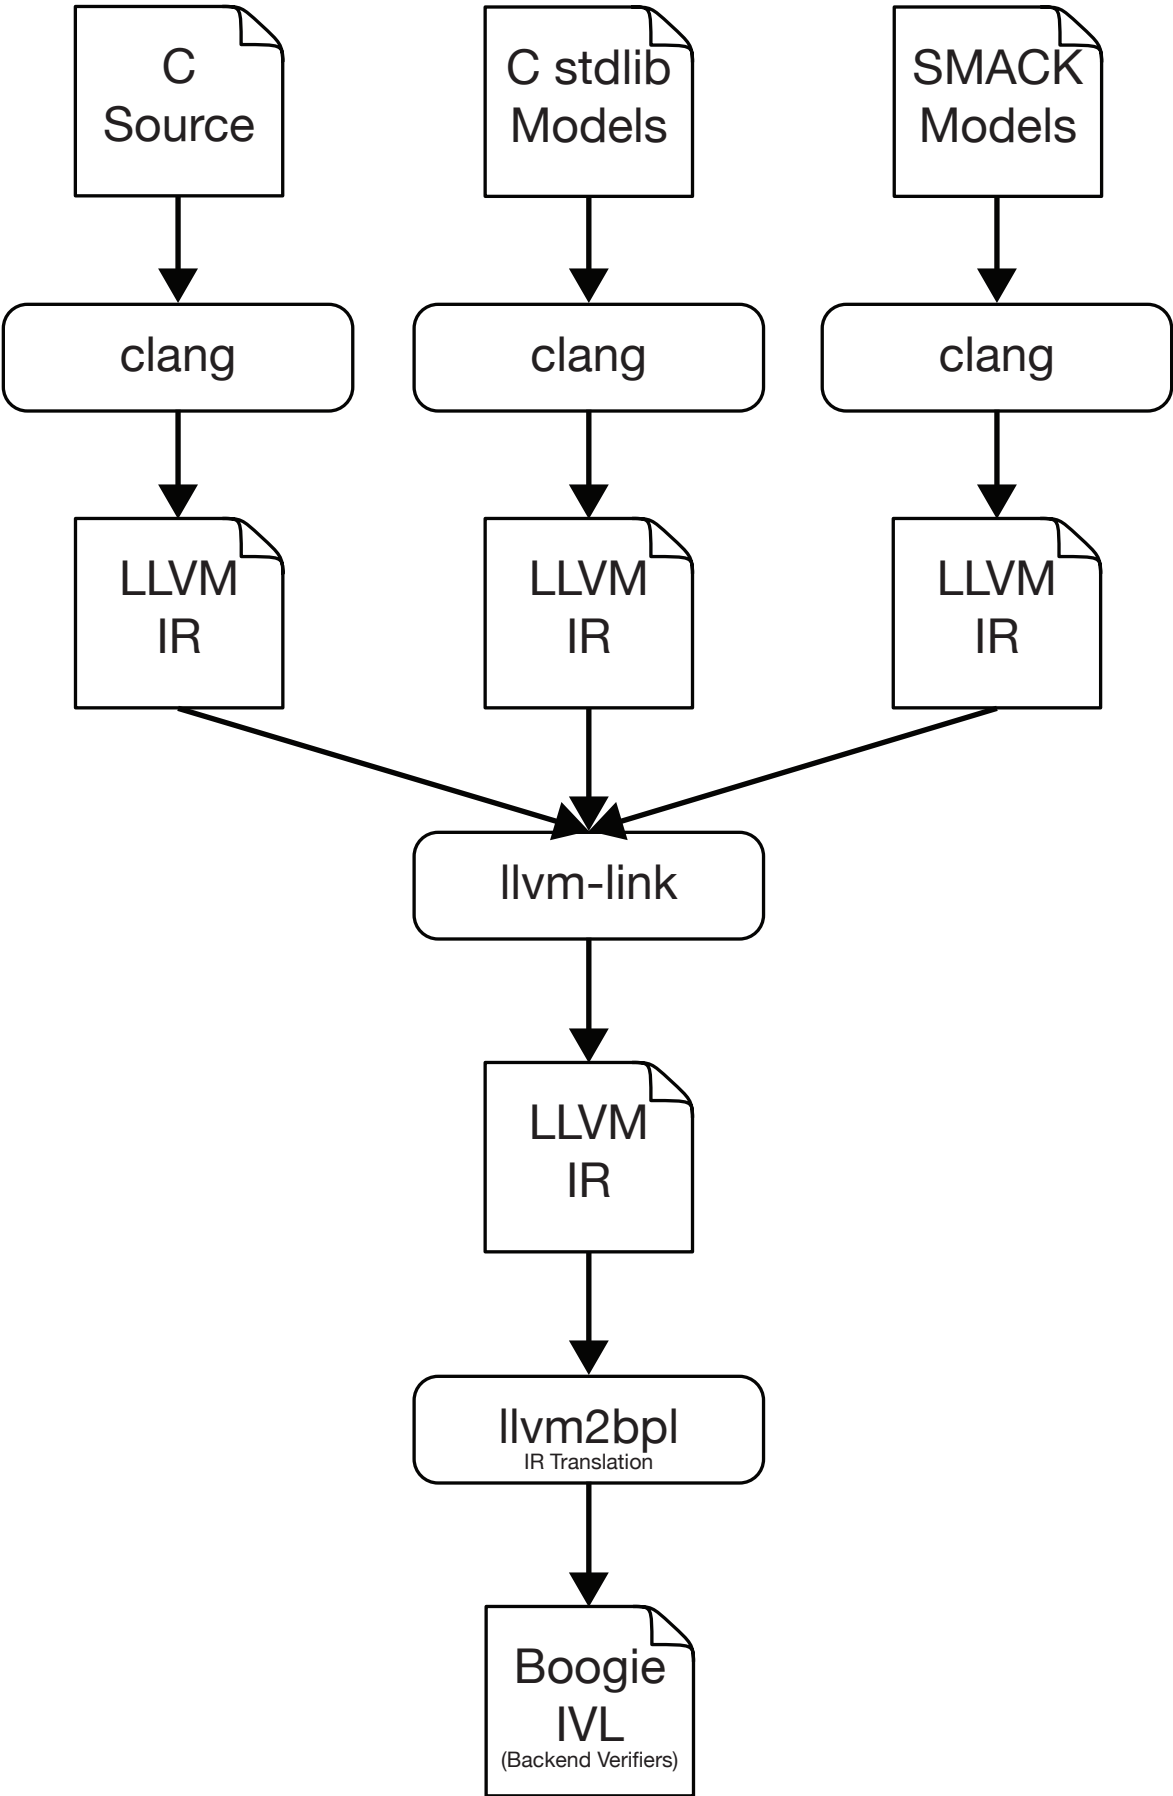 C
Source
C stdlib
Models
SMACK
Models
clang
clang
clang
LLVM
IR
LLVM
IR
LLVM
IR
llvm-link
LLVM
IR
llvm2bpl
IR Translation
Boogie
IVL
(Backend Verifiers)